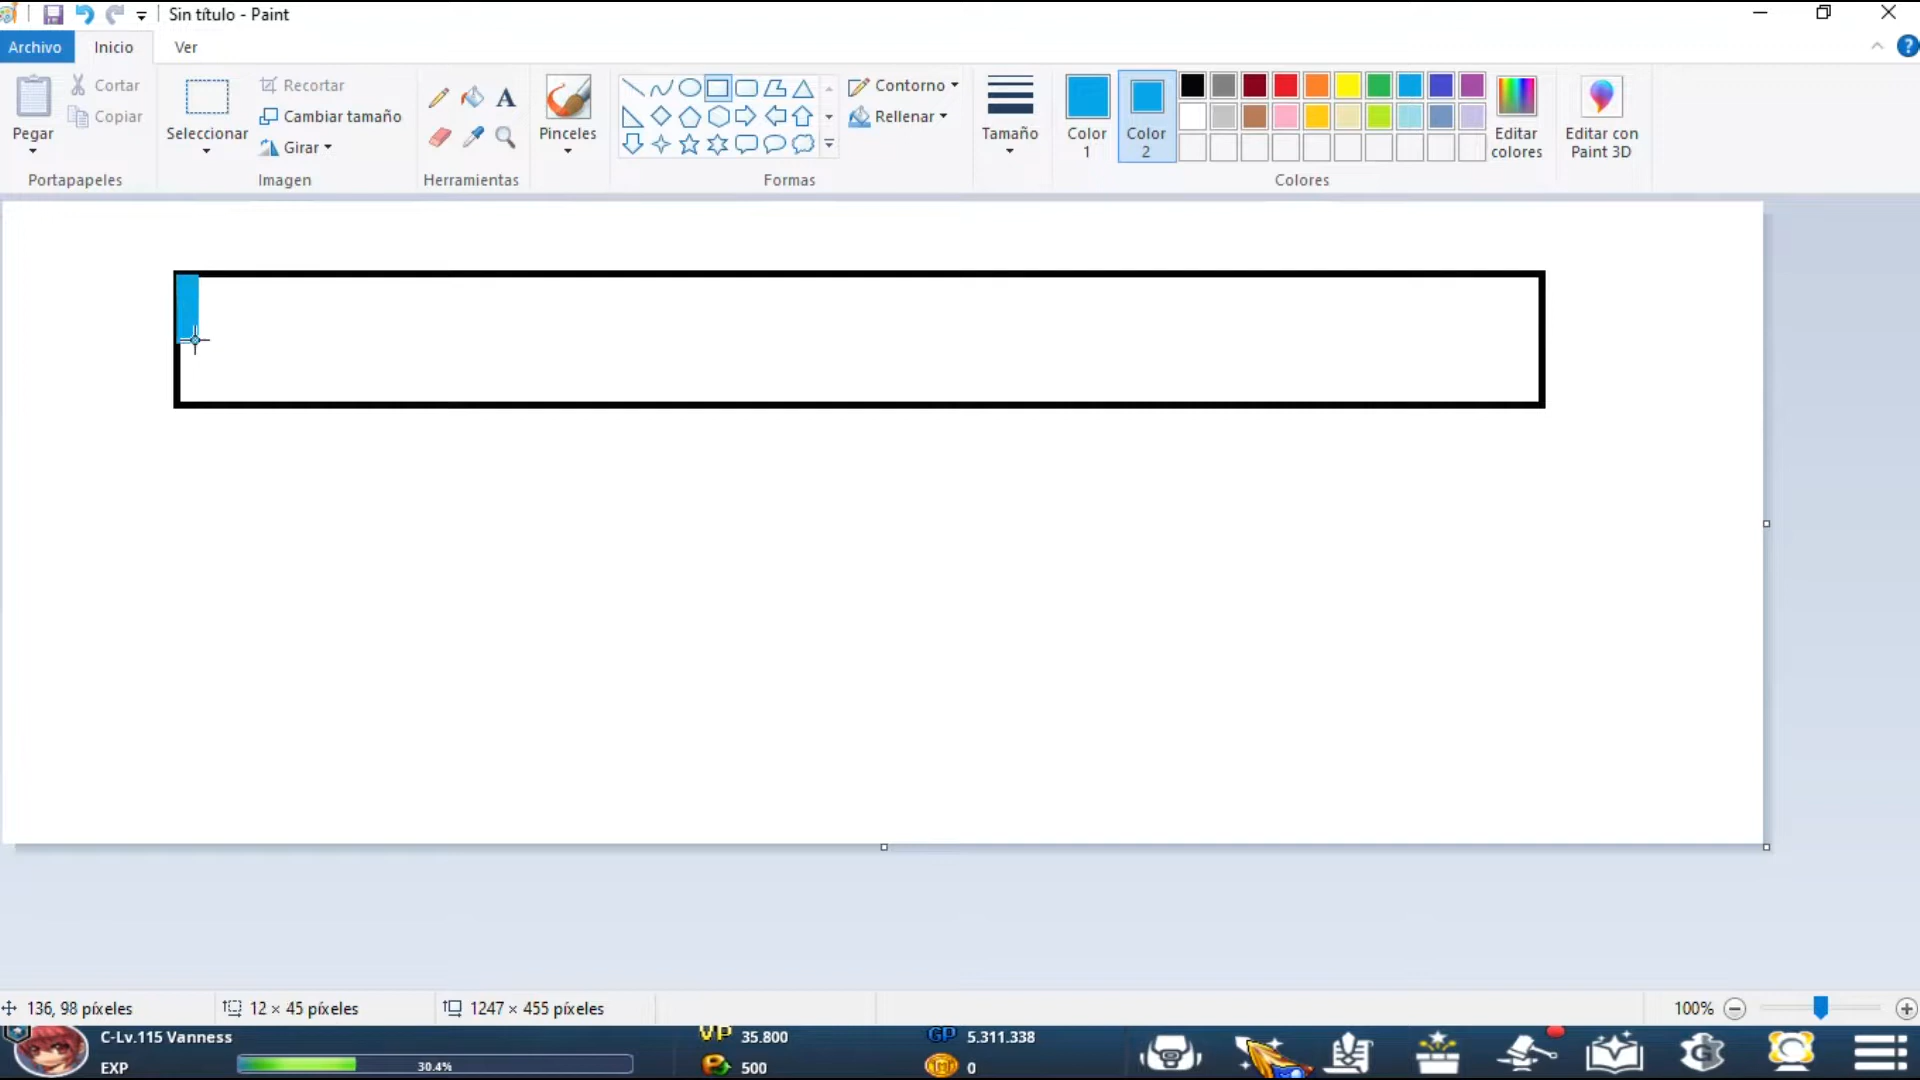 Sin título - Paint
Archivo Inicio Ver
Pegar
Cortar
Copiar
Portapapeles
Seleccionar
Recortar
Cambiar tamaño
Girar
Imagen
A
Herramientas
Pinceles
Formas
Contorno
Rellenar
Tamaño
Color
1
Color
2
Editar
colores
Colores
Editar con
Paint 3D
?
136, 98 píxeles
12 × 45 píxeles
1247 × 455 píxeles
100%
C-Lv.115 Vanness
EXP
30.4%
VP 35.800
500
GP 5.311.338
0